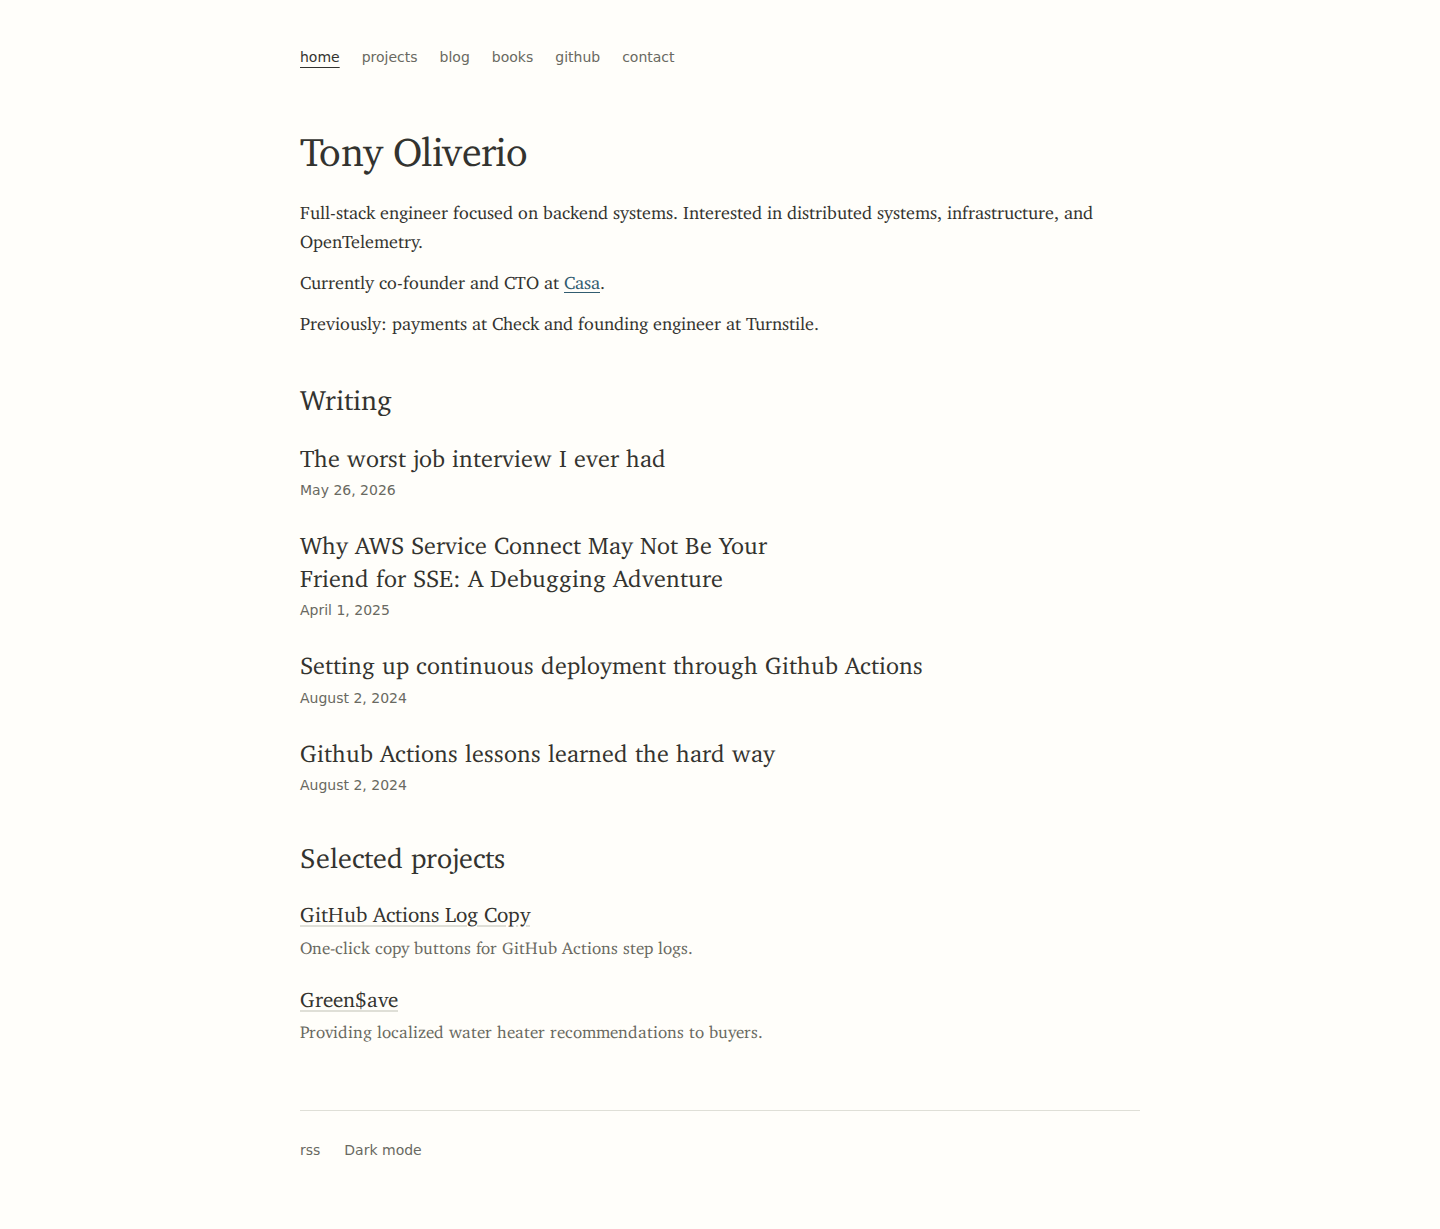 home projects blog books github contact
Tony Oliverio
Full-stack engineer focused on backend systems. Interested in distributed systems, infrastructure, and
OpenTelemetry.
Currently co-founder and CTO at Casa.
Previously: payments at Check and founding engineer at Turnstile.
Writing
The worst job interview I ever had
May 26, 2026
Why AWS Service Connect May Not Be Your
Friend for SSE: A Debugging Adventure
April 1, 2025
Setting up continuous deployment through Github Actions
August 2, 2024
Github Actions lessons learned the hard way
August 2, 2024
Selected projects
GitHub Actions Log Copy
One-click copy buttons for GitHub Actions step logs.
Green$ave
Providing localized water heater recommendations to buyers.
rss Dark mode